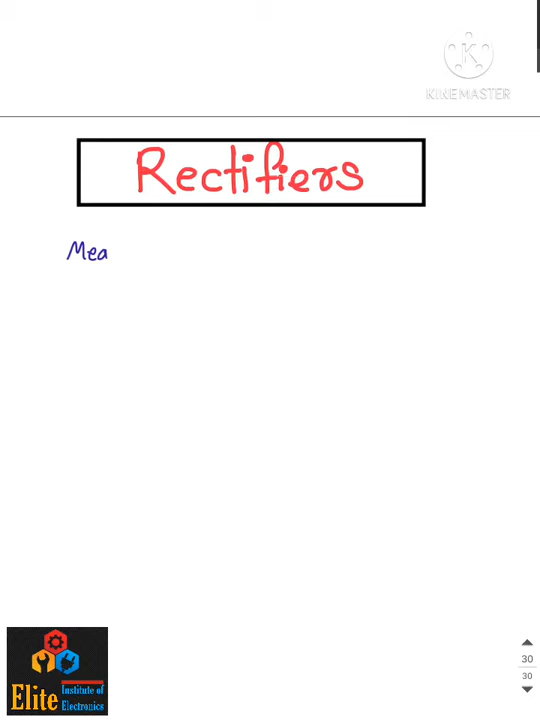 KINEMASTER
Rectifiers
Mea
30
30
Elite Institute of Electronics